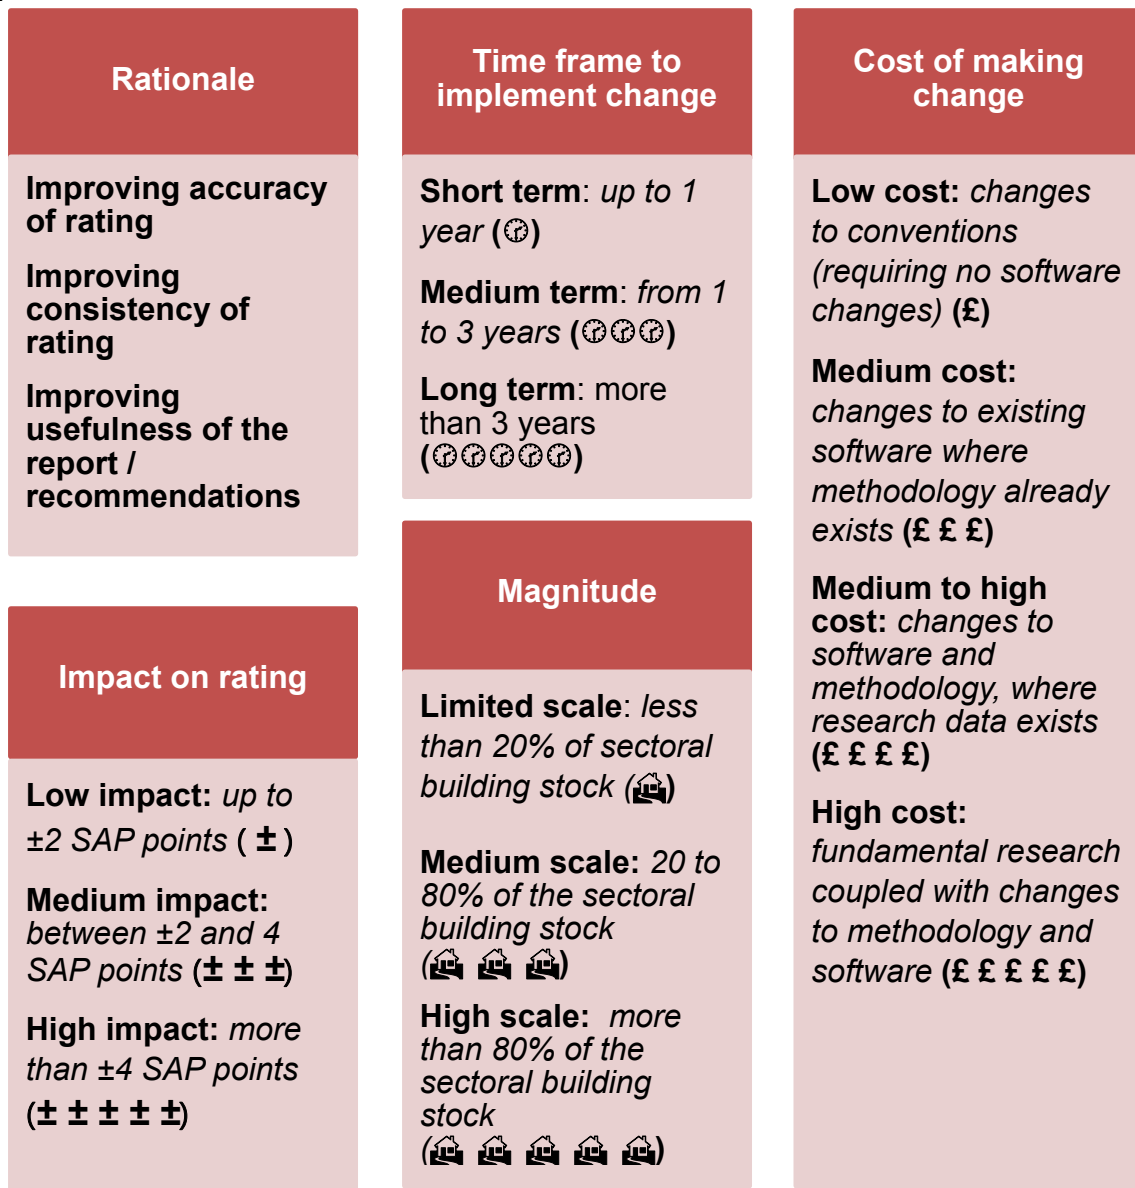 Rationale
Improving accuracy
of rating
Improving
consistency of
rating
Improving
usefulness of the
report /
recommendations
Impact on rating
Low impact: up to
±2 SAP points ( ± )
Medium impact:
between ±2 and 4
SAP points (± ± ±)
High impact: more
than ±4 SAP points
(± ± ± ± ±)
Time frame to
implement change
Short term: up to 1
year (🕜)
Medium term: from 1
to 3 years (🕜🕜🕜)
Long term: more
than 3 years
(🕜🕜🕜🕜🕜)
Magnitude
Limited scale: less
than 20% of sectoral
building stock (🏠)
Medium scale: 20 to
80% of the sectoral
building stock
(🏠 🏠 🏠)
High scale: more
than 80% of the
sectoral building
stock
(🏠 🏠 🏠 🏠 🏠)
Cost of making
change
Low cost: changes
to conventions
(requiring no software
changes) (£)
Medium cost:
changes to existing
software where
methodology already
exists (£ £ £)
Medium to high
cost: changes to
software and
methodology, where
research data exists
(£ £ £ £)
High cost:
fundamental research
coupled with changes
to methodology and
software (£ £ £ £ £)